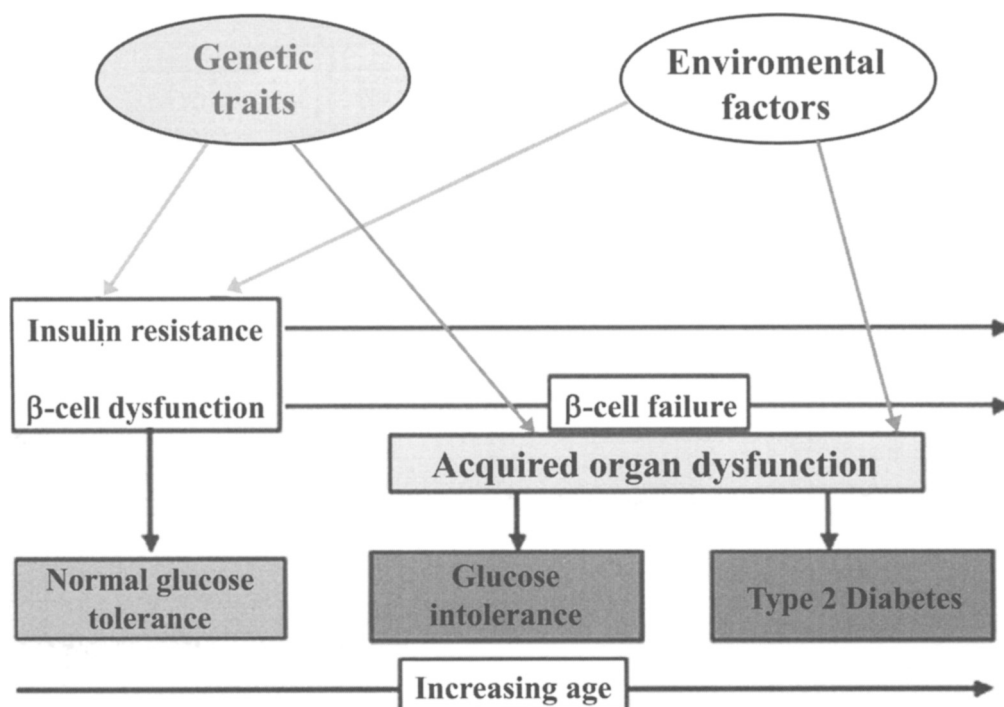 Genetic
traits
Enviromental
factors
Insulin resistance
β-cell dysfunction
β-cell failure
Acquired organ dysfunction
Normal glucose
tolerance
Glucose
intolerance
Type 2 Diabetes
Increasing age